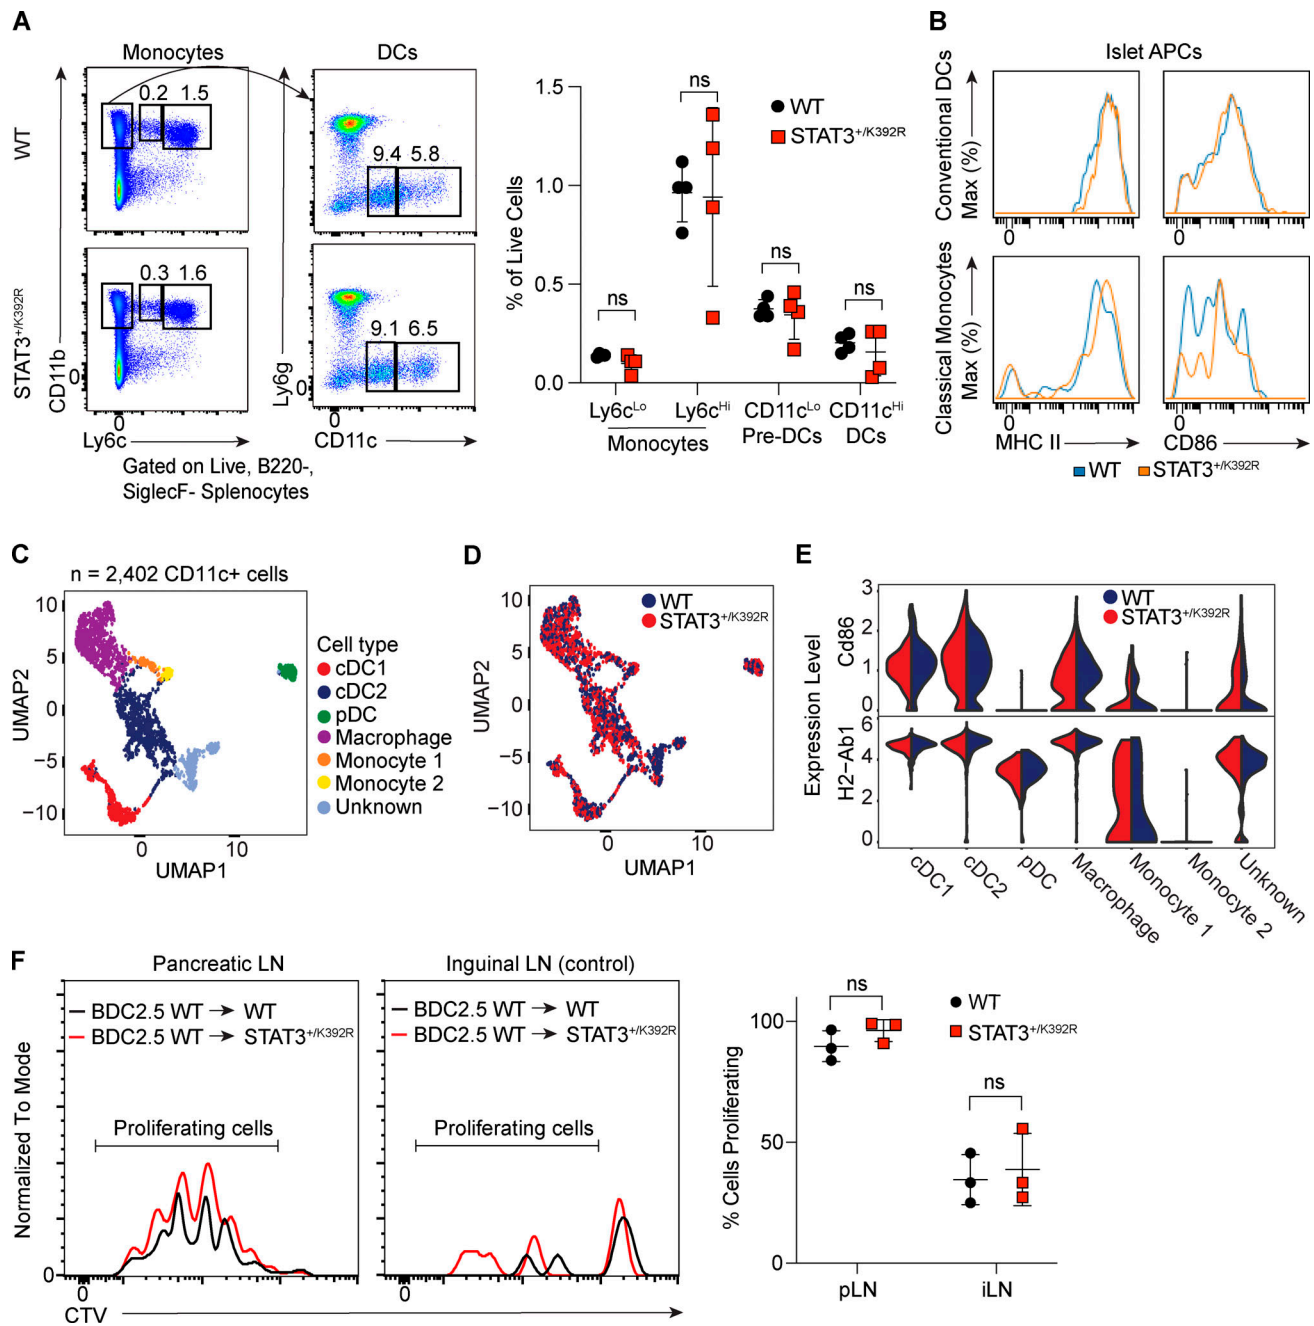 A
Monocytes
DCs
WT
0.2 1.5
9.4 5.8
STAT3+/K392R
0.3 1.6
9.1 6.5
CD11b
0
Ly6g
0
0
0
Ly6c
CD11c
Gated on Live, B220-,
SiglecF- Splenocytes
% of Live Cells
1.5
1.0
0.5
0.0
ns
ns
ns
ns
WT
STAT3+/K392R
Ly6cLo
Ly6cHi
CD11cLo
CD11cHi
Monocytes
Pre-DCs
DCs
B
Islet APCs
Conventional DCs
Max (%)
0
0
Classical Monocytes
Max (%)
0
0
MHC II
CD86
WT
STAT3+/K392R
C
n = 2,402 CD11c+ cells
UMAP2
10
5
0
−5
−10
0
10
UMAP1
Cell type
cDC1
cDC2
pDC
Macrophage
Monocyte 1
Monocyte 2
Unknown
D
WT
STAT3+/K392R
UMAP2
10
5
0
−5
−10
0
10
UMAP1
E
Expression Level
Cd86
3
2
1
0
WT
STAT3+/K392R
H2−Ab1
6
4
2
0
cDC1
cDC2
pDC
Macrophage
Monocyte 1
Monocyte 2
Unknown
F
Pancreatic LN
Inguinal LN (control)
BDC2.5 WT → WT
BDC2.5 WT → STAT3+/K392R
BDC2.5 WT → WT
BDC2.5 WT → STAT3+/K392R
Normalized To Mode
Proliferating cells
Proliferating cells
0
0
0
CTV
% Cells Proliferating
100
50
0
ns
ns
WT
STAT3+/K392R
pLN
iLN